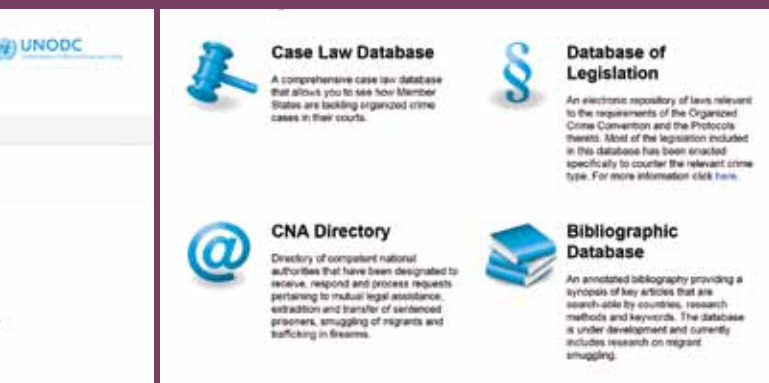 UNODC
Case Law Database
A comprehensive case law database
that allows you to see how Member
States are tackling organized crime
cases in their courts.
Database of
Legislation
An electronic repository of laws relevant
to the requirements of the Organized
Crime Convention and the Protocols
thereto. Most of the legislation included
in this database has been enacted
specifically to counter the relevant crime
type. For more information click here.
CNA Directory
Directory of competent national
authorities that have been designated to
receive, respond and process requests
pertaining to mutual legal assistance,
extradition and transfer of sentenced
prisoners, smuggling of migrants and
trafficking in firearms.
Bibliographic
Database
An annotated bibliography providing a
synopsis of key articles that are
search-able by countries, research
methods and keywords. The database
is under development and currently
includes research on migrant
smuggling.